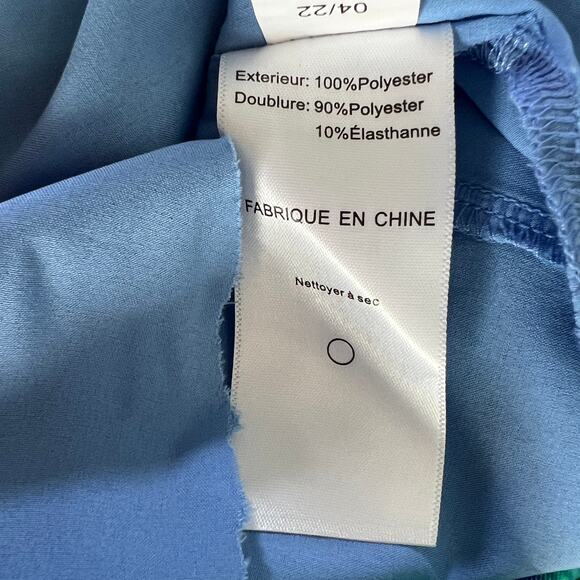 04/22
Exterieur: 100%Polyester
Doublure: 90%Polyester
10%Élasthanne
FABRIQUE EN CHINE
Nettoyer à sec